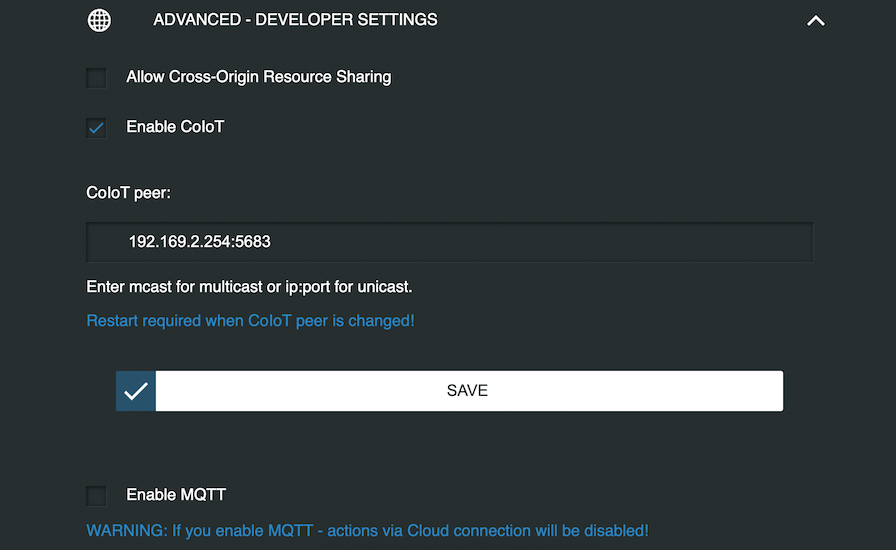 ADVANCED - DEVELOPER SETTINGS
Allow Cross-Origin Resource Sharing
Enable CoIoT
CoIoT peer:
192.169.2.254:5683
Enter mcast for multicast or ip:port for unicast.
Restart required when CoIoT peer is changed!
SAVE
Enable MQTT
WARNING: If you enable MQTT - actions via Cloud connection will be disabled!